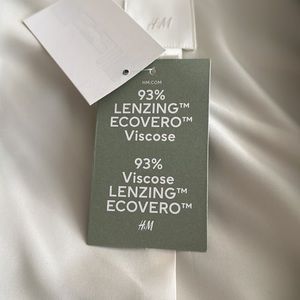 H&M
HM.COM
93%
LENZING™
ECOVERO™
Viscose
93%
Viscose
LENZING™
ECOVERO™
H&M